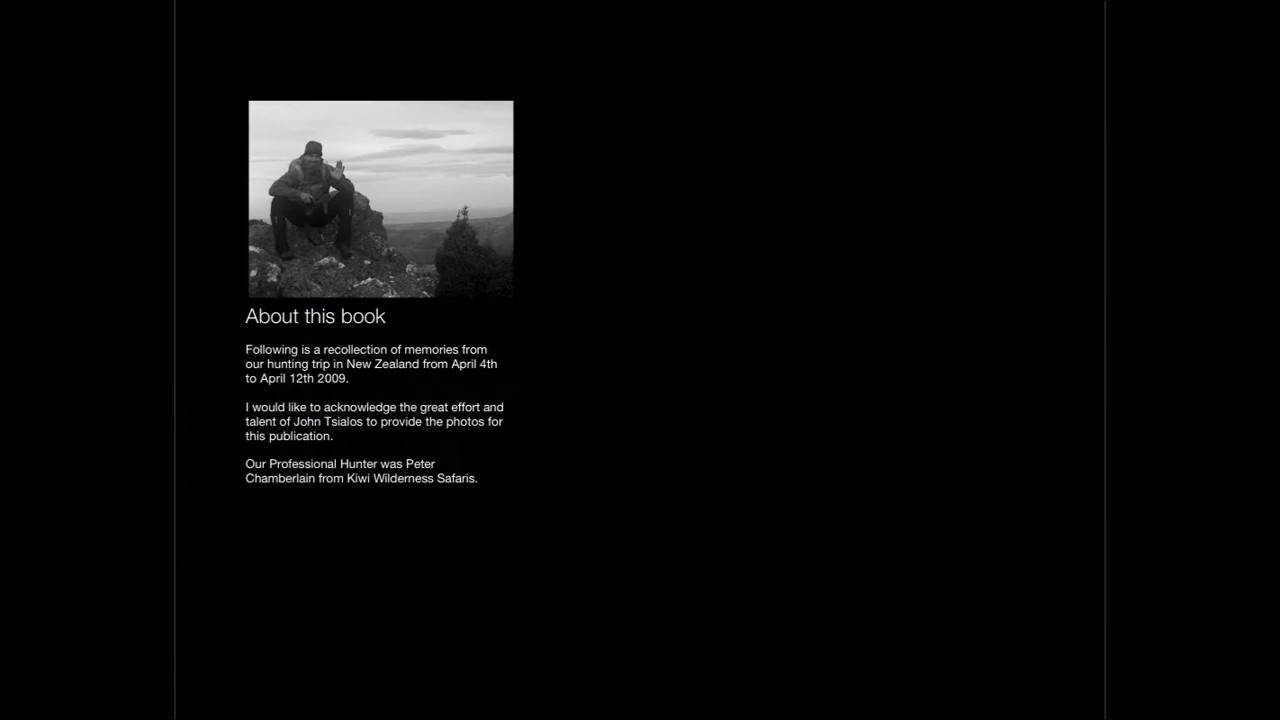 About this book
Following is a recollection of memories from
our hunting trip in New Zealand from April 4th
to April 12th 2009.
I would like to acknowledge the great effort and
talent of John Tsialos to provide the photos for
this publication.
Our Professional Hunter was Peter
Chamberlain from Kiwi Wilderness Safaris.